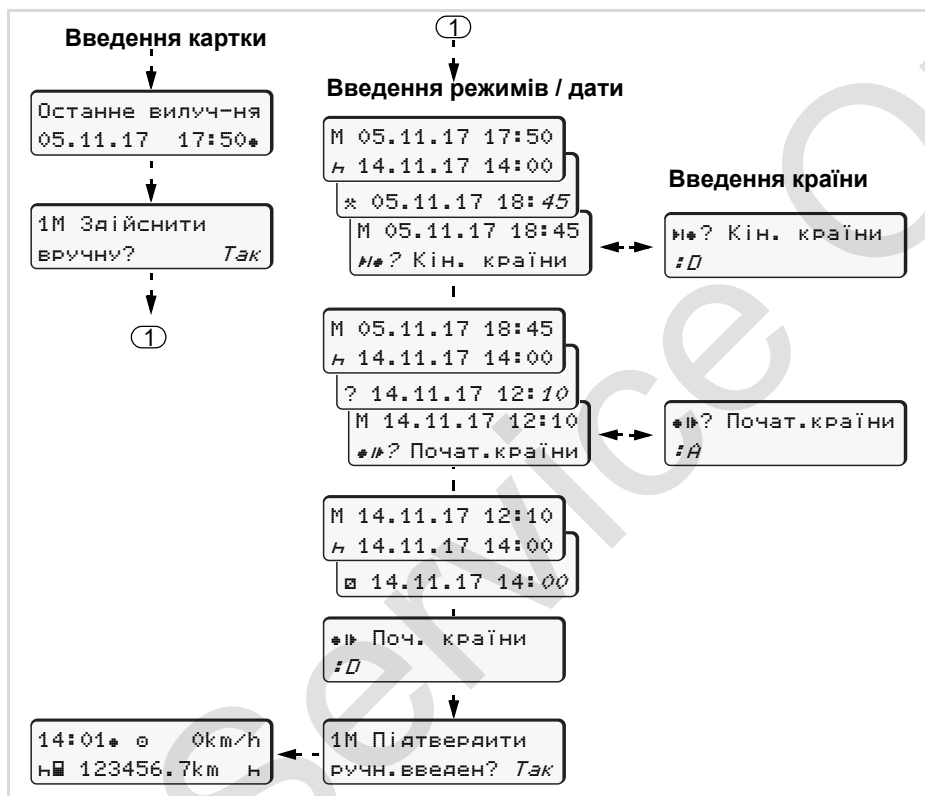 Введення картки
Останнє вилуч-ня
05.11.17 17:50
1M Здійснити
вручну? Так
1
1
Введення режимів / дати
M 05.11.17 17:50
14.11.17 14:00
05.11.17 18:45
M 05.11.17 18:45
? Кін. країни
Введення країни
? Кін. країни
:D
M 05.11.17 18:45
14.11.17 14:00
? 14.11.17 12:10
M 14.11.17 12:10
? Почат.країни
? Почат.країни
:A
M 14.11.17 12:10
14.11.17 14:00
14.11.17 14:00
Поч. країни
:D
1M Підтвердити
ручн.введен? Так
14:01 0km/h
123456.7km
Service O